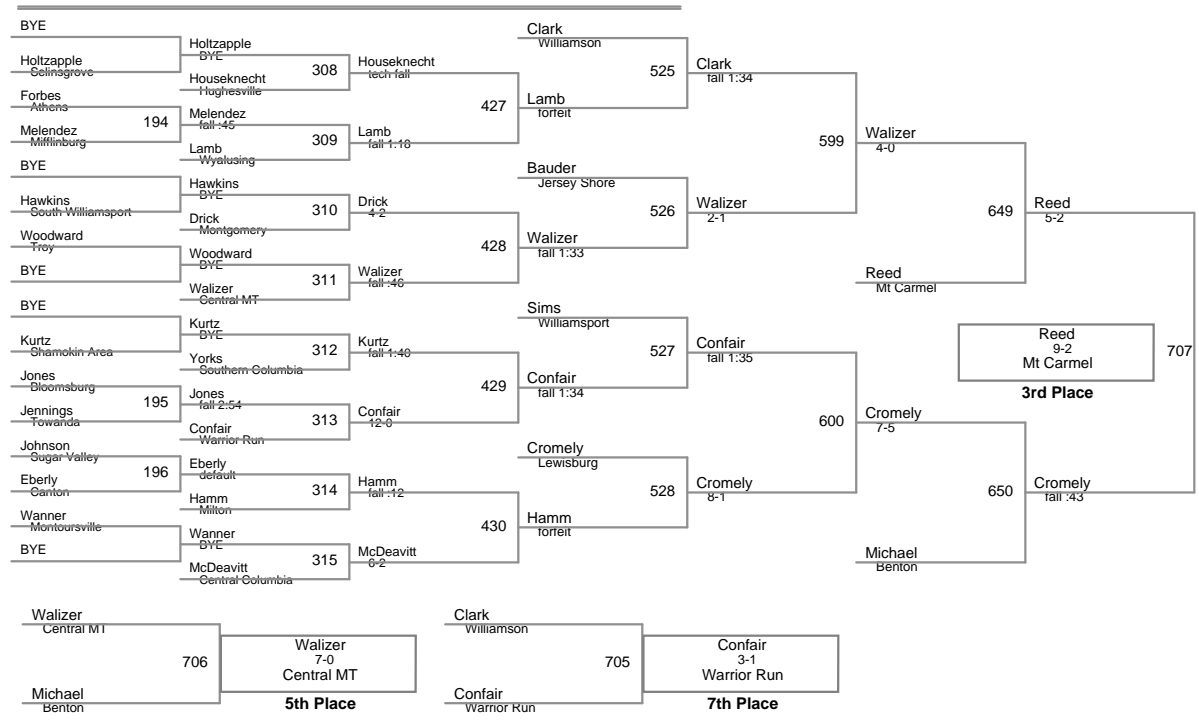 BYE
Holtzapple
Selinsgrove
Forbes
Athens
194
Melendez
Mifflinburg
BYE
Hawkins
South Williamsport
Woodward
Troy
BYE
BYE
Kurtz
Shamokin Area
Jones
Bloomsburg
195
Jennings
Towanda
Johnson
Sugar Valley
196
Eberly
Canton
Wanner
Montoursville
BYE
Holtzapple
BYE
308
Houseknecht
Hughesville
Melendez
fall :45
309
Lamb
Wyalusing
Hawkins
BYE
310
Drick
Montgomery
Woodward
BYE
311
Walizer
Central MT
Kurtz
BYE
312
Yorks
Southern Columbia
Jones
fall 2:54
313
Confair
Warrior Run
Eberly
default
314
Hamm
Milton
Wanner
BYE
315
McDeavitt
Central Columbia
Houseknecht
tech fall
427
Lamb
fall 1:18
Drick
4-2
428
Walizer
fall :46
Kurtz
fall 1:40
429
Confair
12-0
Hamm
fall :12
430
McDeavitt
6-2
Clark
Williamson
525
Lamb
forfeit
Bauder
Jersey Shore
526
Walizer
fall 1:33
Sims
Williamsport
527
Confair
fall 1:34
Cromely
Lewisburg
528
Hamm
forfeit
Clark
fall 1:34
599
Walizer
2-1
Confair
fall 1:35
600
Cromely
8-1
Walizer
4-0
649
Reed
Mt Carmel
Cromely
7-5
650
Michael
Benton
Reed
5-2
707
Cromely
fall :43
Reed
9-2
Mt Carmel
3rd Place
Walizer
Central MT
706
Michael
Benton
Walizer
7-0
Central MT
5th Place
Clark
Williamson
705
Confair
Warrior Run
Confair
3-1
Warrior Run
7th Place